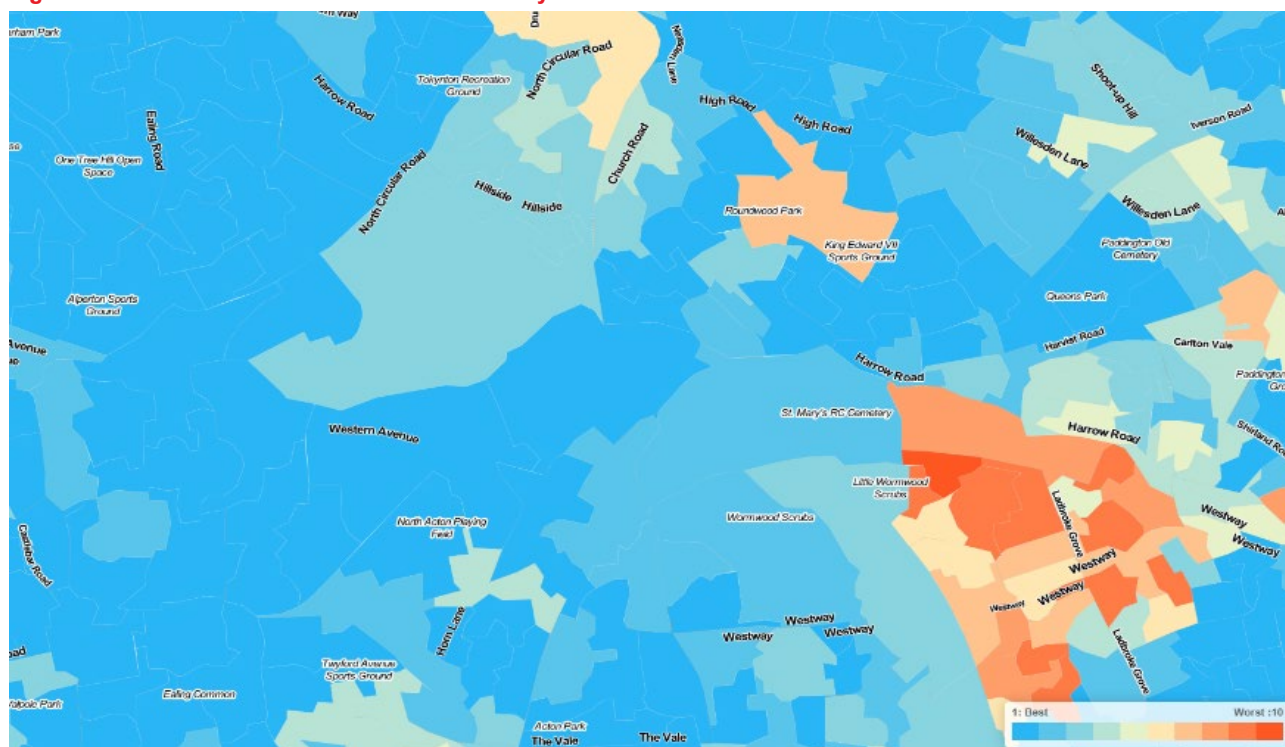 North Circular Road
Neasden Lane
Tokyngton Recreation
Ground
Harrow Road
High Road
High Road
Shoot-up Hill
Iverson Road
Ealing Road
Willesden Lane
One Tree Hill Open
Space
Church Road
North Circular Road
Hillside
Hillside
Roundwood Park
Willesden Lane
King Edward VII
Sports Ground
Paddington Old
Cemetery
Alperton Sports
Ground
Queens Park
Avenue
Harvist Road
Carlton Vale
Harrow Road
St. Mary's RC Cemetery
Western Avenue
Harrow Road
Little Wormwood
Scrubs
Wormwood Scrubs
Ladbroke Grove
North Acton Playing
Field
Westway
Westway
Castlebar Road
Westway
Westway
Westway
Horn Lane
Westway
Westway
Westway
Ladbroke Grove
Twyford Avenue
Sports Ground
Ealing Common
Acton Park
The Vale
The Vale
1: Best
Worst :10